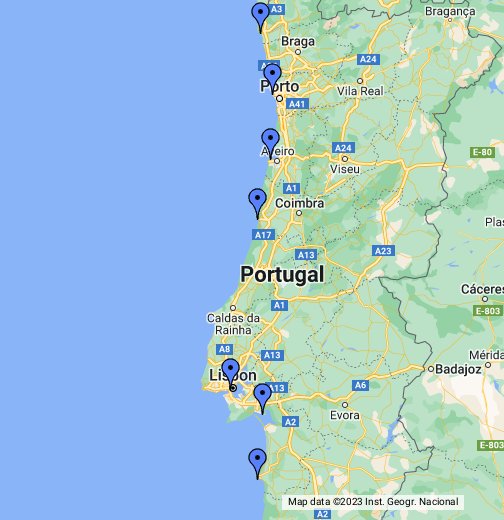 A3
Bragança
Braga
A24
Porto
Vila Real
A41
A24
E-80
Aveiro
Viseu
A1
Coimbra
Plas
A17
A13
A23
Portugal
Cáceres
A1
E-803
Caldas da
Rainha
A8
A13
Mérida
Badajoz
Lisbon
A13
A6
Evora
A2
E-803
A2
Map data ©2023 Inst. Geogr. Nacional